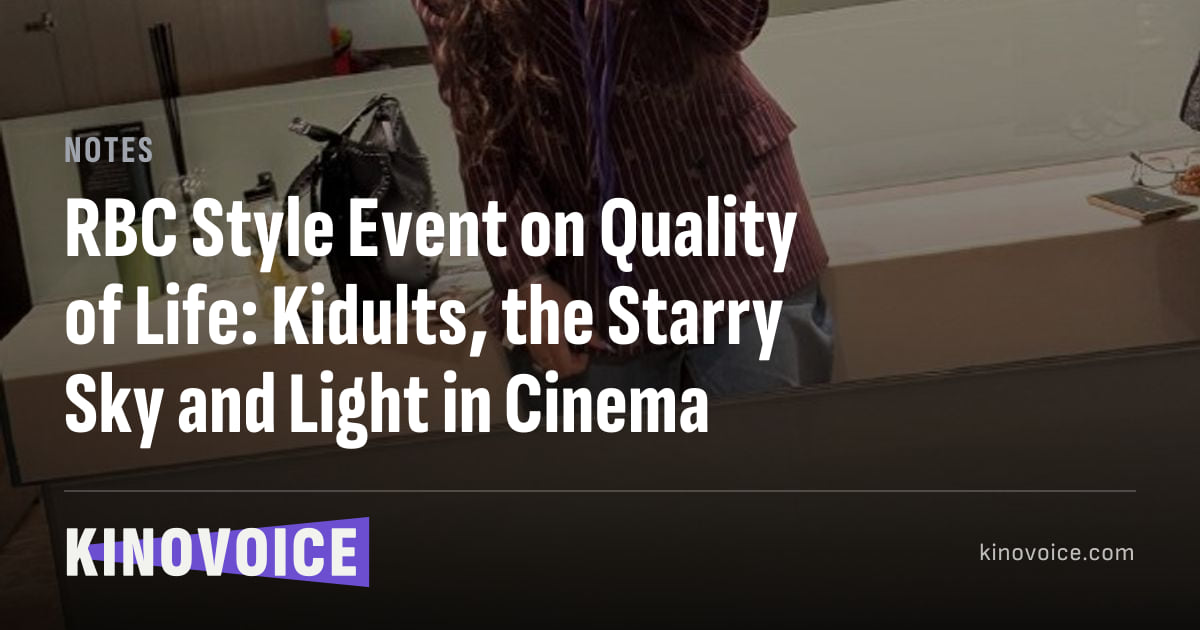 NOTES
RBC Style Event on Quality
of Life: Kidults, the Starry
Sky and Light in Cinema
KINOVOICE
kinovoice.com